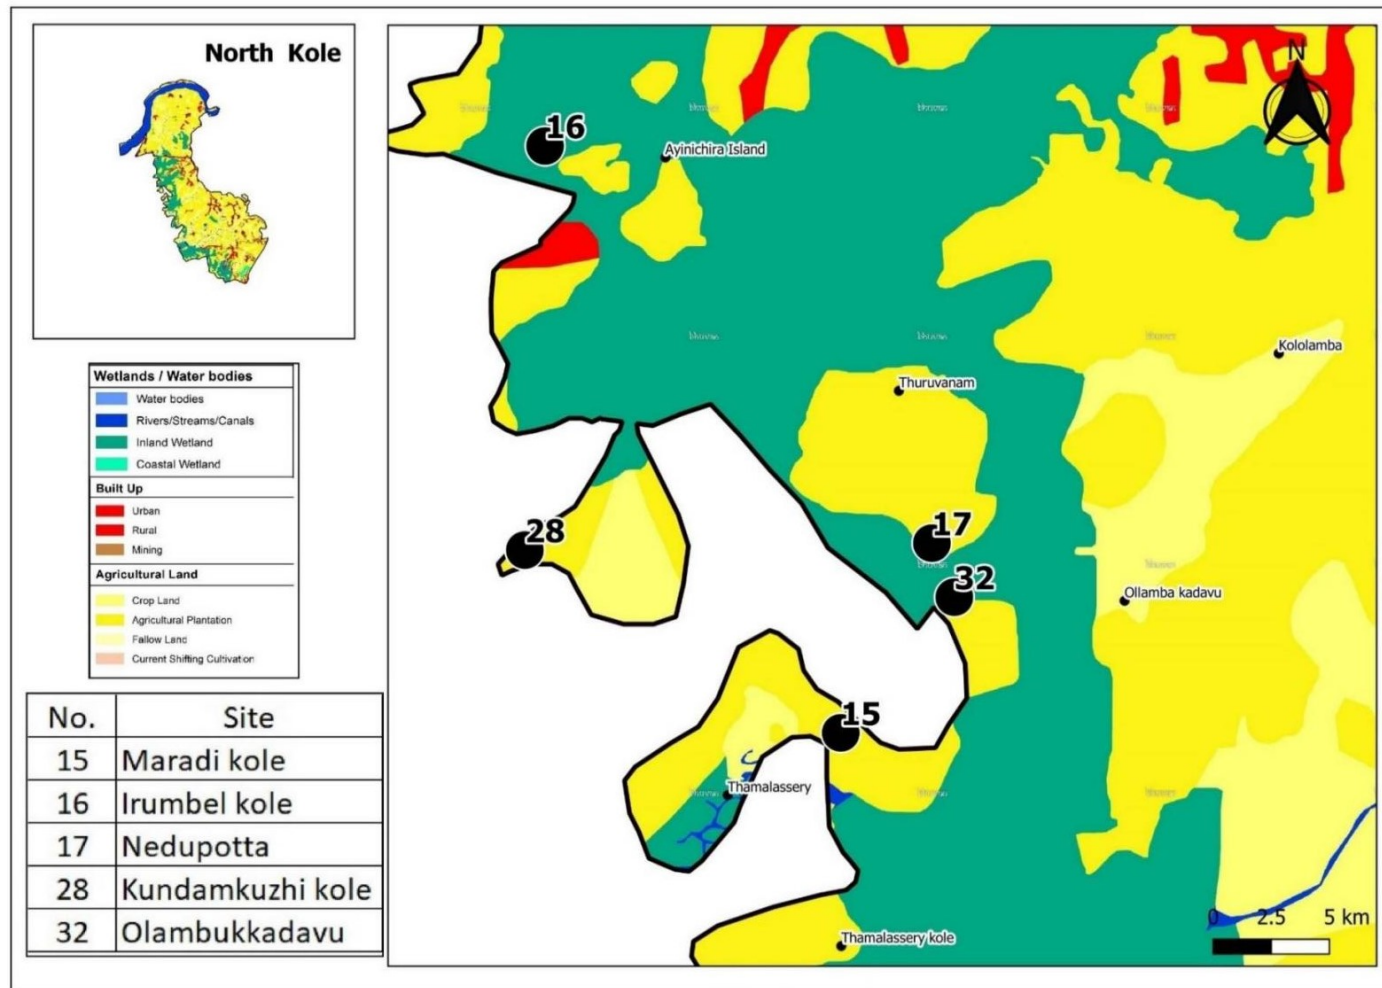 North Kole
N
16
Ayinichira Island
Kololamba
Thuruvanam
28
17
32
Ollamba kadavu
15
Thamalassery
Thamalassery kole
0 2.5 5 km
Wetlands / Water bodies
Water bodies
Rivers/Streams/Canals
Inland Wetland
Coastal Wetland
Built Up
Urban
Rural
Mining
Agricultural Land
Crop Land
Agricultural Plantation
Fallow Land
Current Shifting Cultivation
No. Site
15 Maradi kole
16 Irumbel kole
17 Nedupotta
28 Kundamkuzhi kole
32 Olambukkadavu